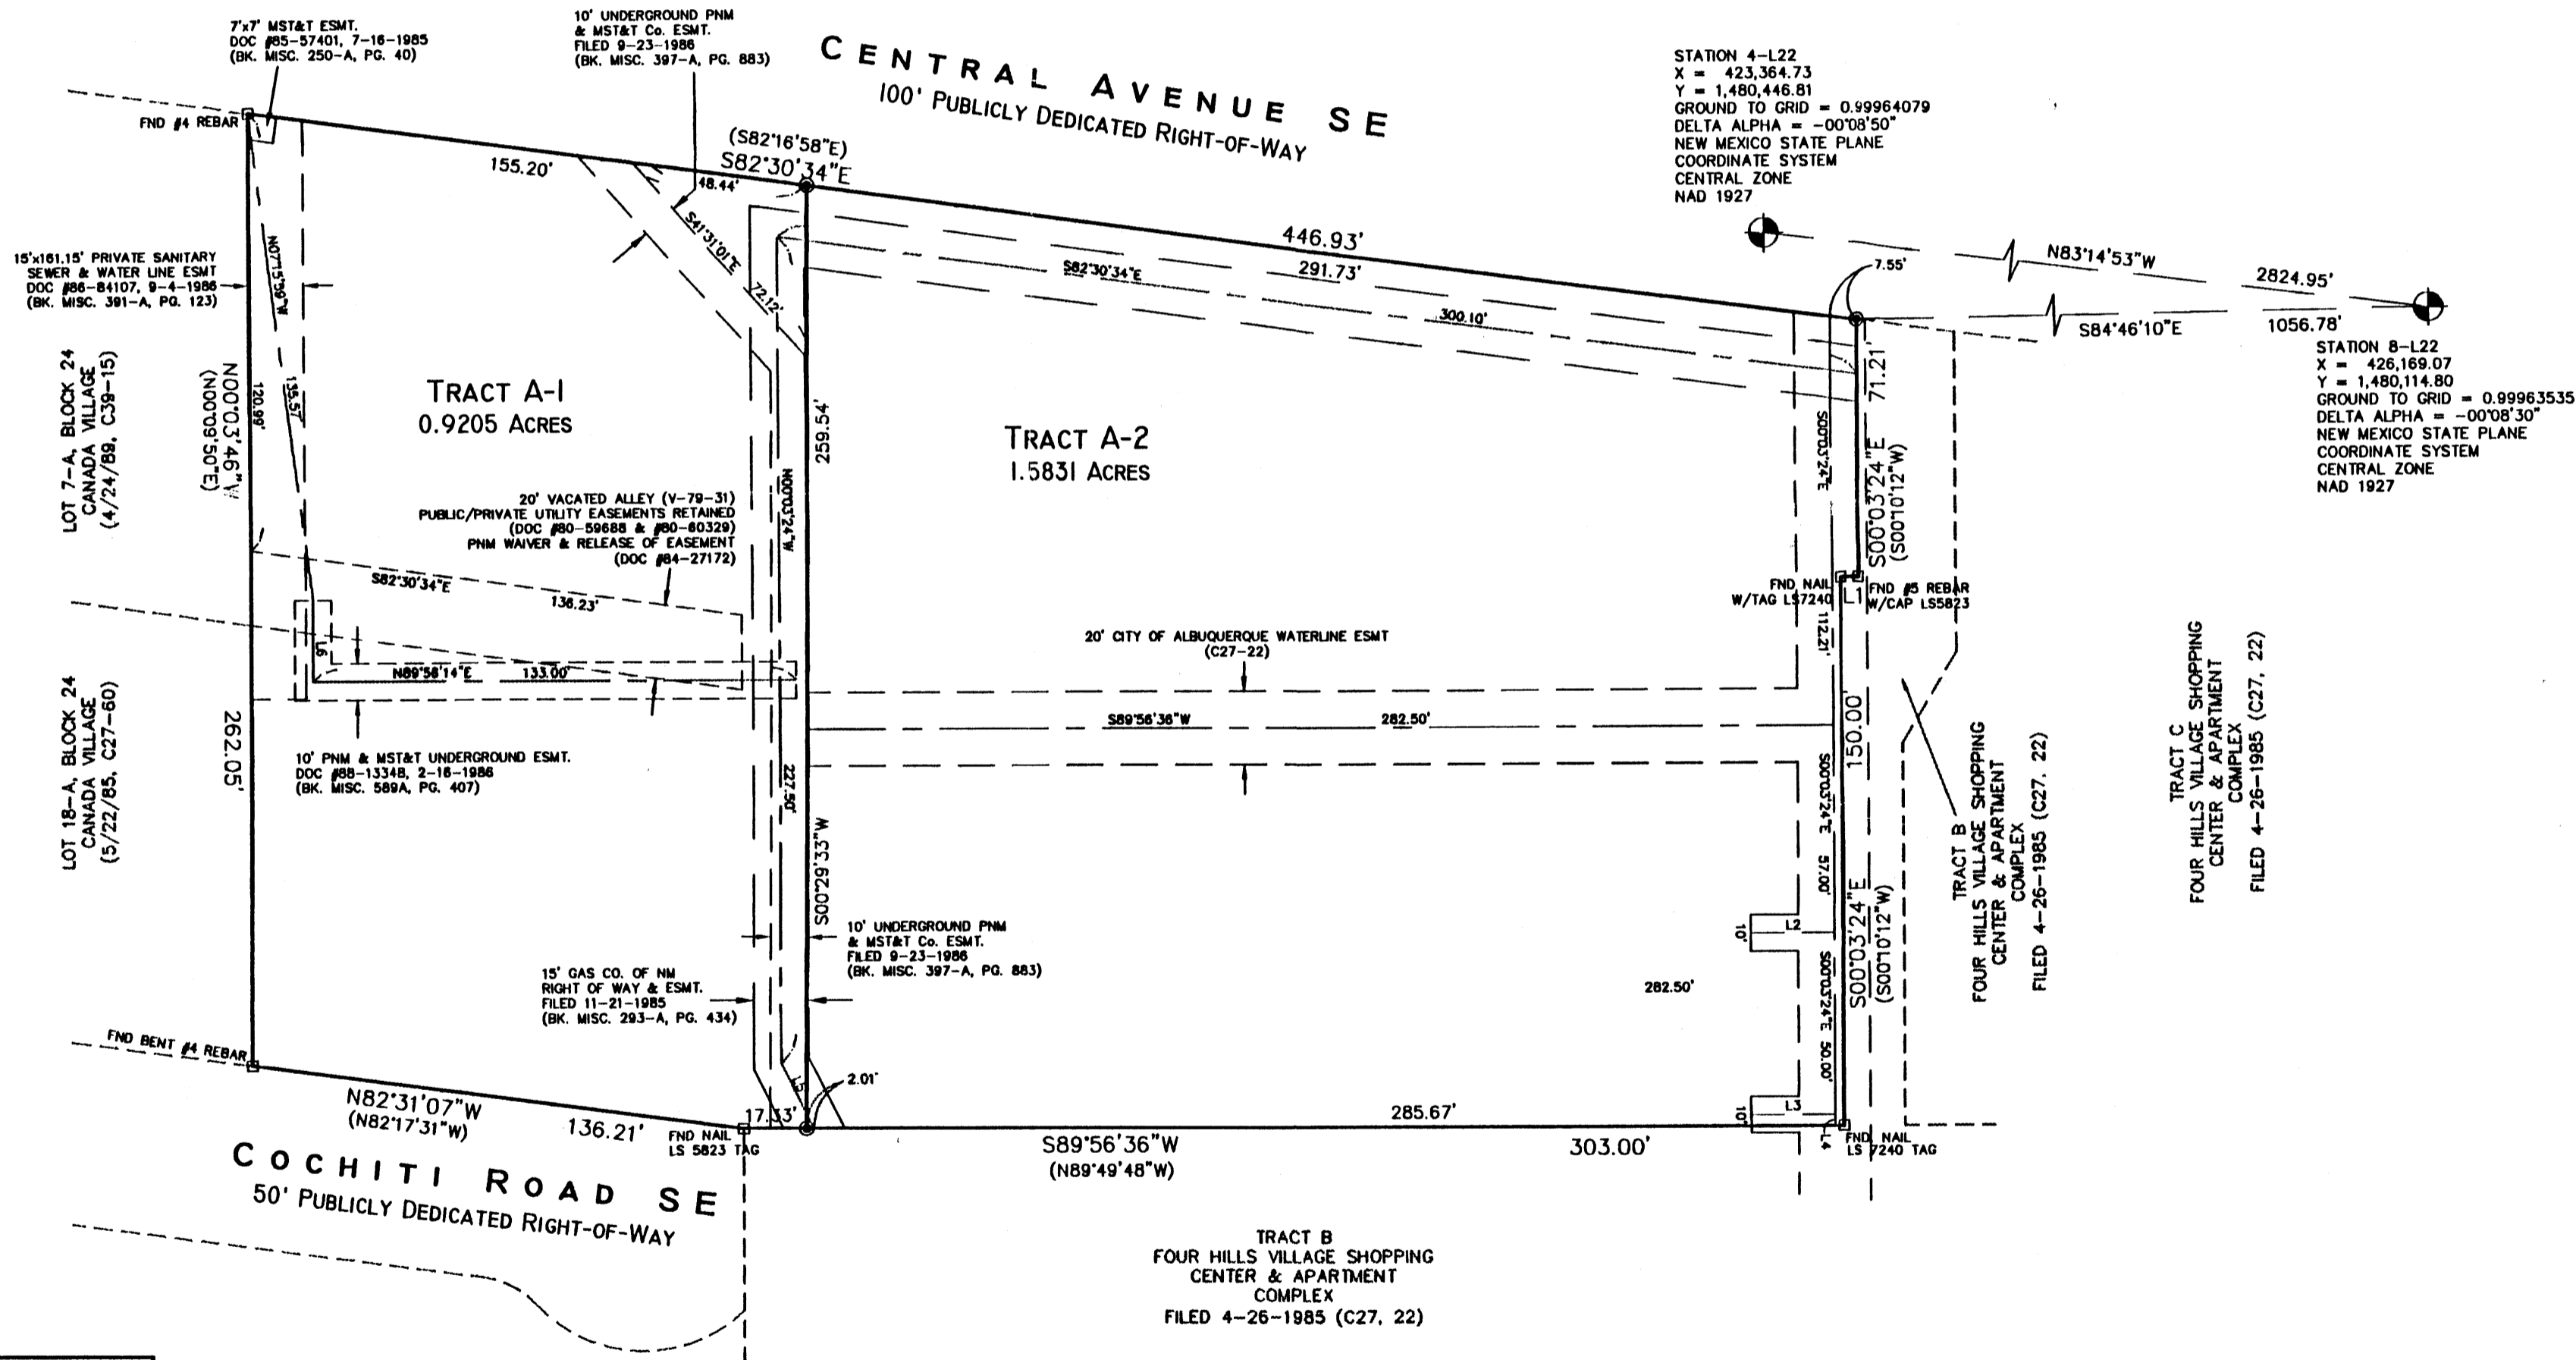 7'x7' MST&T ESMT.
DOC #85-57401, 7-16-1985
(BK. MISC. 250-A, PG. 40)
10' UNDERGROUND PNM
& MST&T Co. ESMT.
FILED 9-23-1986
(BK. MISC. 397-A, PG. 883)
CENTRAL AVENUE SE
100' PUBLICLY DEDICATED RIGHT-OF-WAY
STATION 4-L22
X = 423,364.73
Y = 1,480,446.81
GROUND TO GRID = 0.99964079
DELTA ALPHA = -00°08'50"
NEW MEXICO STATE PLANE
COORDINATE SYSTEM
CENTRAL ZONE
NAD 1927
FND #4 REBAR
155.20'
(S82°16'58"E)
S82°30'34"E
48.44'
S41°31'01"E
72.12'
446.93'
291.73'
S82°30'34"E
300.10'
7.55'
N83°14'53"W
2824.95'
S84°46'10"E
1056.78'
STATION 8-L22
X = 426,169.07
Y = 1,480,114.80
GROUND TO GRID = 0.99963535
DELTA ALPHA = -00°08'30"
NEW MEXICO STATE PLANE
COORDINATE SYSTEM
CENTRAL ZONE
NAD 1927
15'x161.15' PRIVATE SANITARY
SEWER & WATER LINE ESMT
DOC #86-84107, 9-4-1986
(BK. MISC. 391-A, PG. 123)
N07°15'59"W
135.57'
120.99'
N00°03'46"W
(N00°09'50"E)
LOT 7-A, BLOCK 24
CANADA VILLAGE
(4/24/89, C39-15)
TRACT A-1
0.9205 ACRES
259.54'
TRACT A-2
1.5831 ACRES
71.21'
S00°03'24"E
S00°03'24"E
(S00°10'12"W)
20' VACATED ALLEY (V-79-31)
PUBLIC/PRIVATE UTILITY EASEMENTS RETAINED
(DOC #80-59688 & #80-60329)
PNM WAIVER & RELEASE OF EASEMENT
(DOC #84-27172)
N00°03'24"W
S82°30'34"E
136.23'
FND NAIL
W/TAG LS7240
L1
FND #5 REBAR
W/CAP LS5823
112.21'
L6
N89°56'14"E
133.00'
20' CITY OF ALBUQUERQUE WATERLINE ESMT
(C27-22)
S89°56'36"W
282.50'
LOT 18-A, BLOCK 24
CANADA VILLAGE
(5/22/85, C27-60)
262.05'
10' PNM & MST&T UNDERGROUND ESMT.
DOC #88-13348, 2-16-1986
(BK. MISC. 589A, PG. 407)
227.50'
S00°29'33"W
150.00'
S00°03'24"E
57.00'
S00°03'24"E
(S00°10'12"W)
TRACT B
FOUR HILLS VILLAGE SHOPPING
CENTER & APARTMENT
COMPLEX
FILED 4-26-1985 (C27, 22)
TRACT C
FOUR HILLS VILLAGE SHOPPING
CENTER & APARTMENT
COMPLEX
FILED 4-26-1985 (C27, 22)
10' UNDERGROUND PNM
& MST&T Co. ESMT.
FILED 9-23-1986
(BK. MISC. 397-A, PG. 883)
15' GAS CO. OF NM
RIGHT OF WAY & ESMT.
FILED 11-21-1985
(BK. MISC. 293-A, PG. 434)
10'
L2
282.50'
S00°03'24"E
50.00'
10'
L3
L4
FND BENT #4 REBAR
N82°31'07"W
(N82°17'31"W)
136.21'
L5
2.01'
17.33'
FND NAIL
LS 5823 TAG
285.67'
S89°56'36"W
(N89°49'48"W)
303.00'
FND NAIL
LS 7240 TAG
COCHITI ROAD SE
50' PUBLICLY DEDICATED RIGHT-OF-WAY
TRACT B
FOUR HILLS VILLAGE SHOPPING
CENTER & APARTMENT
COMPLEX
FILED 4-26-1985 (C27, 22)